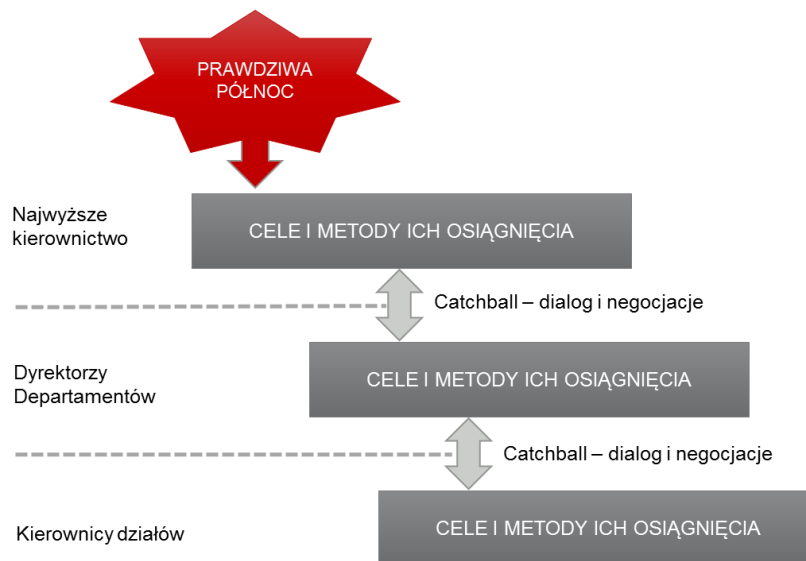 PRAWDZIWA
PÓŁNOC
Najwyższe
kierownictwo
CELE I METODY ICH OSIĄGNIĘCIA
Catchball – dialog i negocjacje
Dyrektorzy
Departamentów
CELE I METODY ICH OSIĄGNIĘCIA
Catchball – dialog i negocjacje
Kierownicy działów
CELE I METODY ICH OSIĄGNIĘCIA